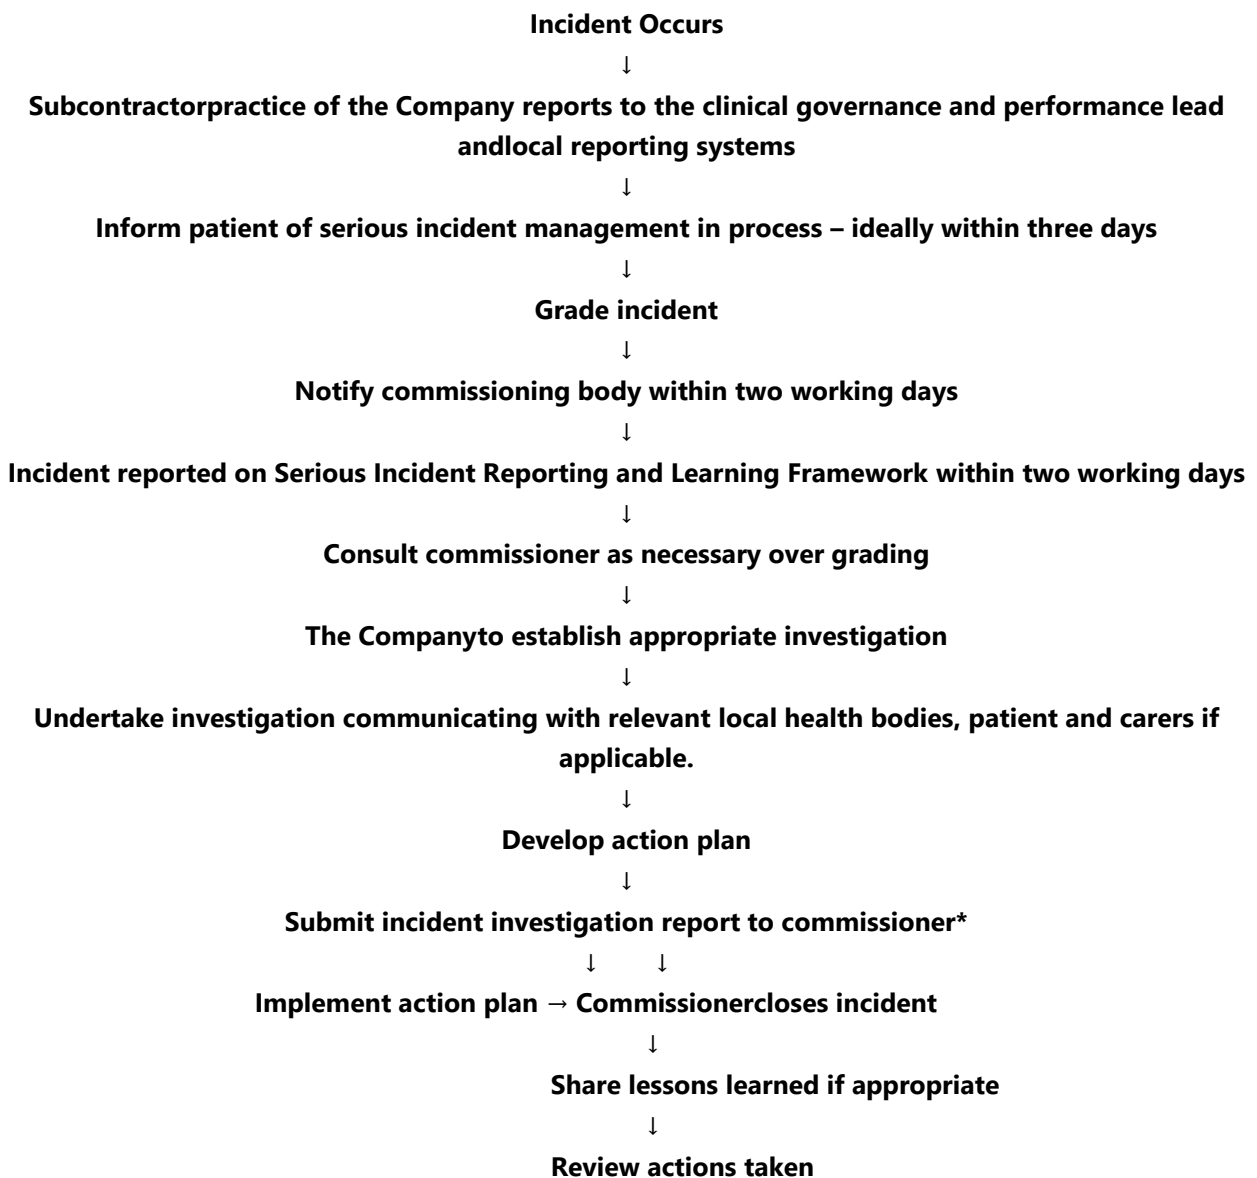 Incident Occurs
↓
Subcontractorpractice of the Company reports to the clinical governance and performance lead
andlocal reporting systems
↓
Inform patient of serious incident management in process – ideally within three days
↓
Grade incident
↓
Notify commissioning body within two working days
↓
Incident reported on Serious Incident Reporting and Learning Framework within two working days
↓
Consult commissioner as necessary over grading
↓
The Companyto establish appropriate investigation
↓
Undertake investigation communicating with relevant local health bodies, patient and carers if
applicable.
↓
Develop action plan
↓
Submit incident investigation report to commissioner*
↓ ↓
Implement action plan → Commissionercloses incident
↓
Share lessons learned if appropriate
↓
Review actions taken